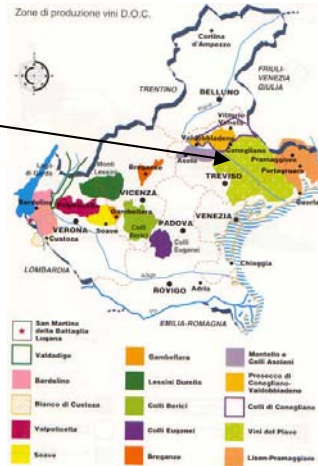 Zone di produzione vini D.O.C.
Cortina
d'Ampezzo
FRIULI-
VENEZIA
GIULIA
TRENTINO
BELLUNO
Vittorio
Veneto
Valdobbiadene
Conegliano
Asolo
Pramaggiore
Portogruaro
Lago
di Garda
Monti
Lessini
Breganze
TREVISO
VICENZA
Bardolino
Valpolicella
Gambellara
PADOVA
VENEZIA
VERONA
Soave
Colli
Berici
Colli
Euganei
Custoza
Chioggia
LOMBARDIA
adige
ROVIGO
Adria
EMILIA-ROMAGNA
San Martino
della Battaglia
Lugana
Gambellara
Montello e
Colli Asolani
Valdadige
Lessini Durello
Prosecco di
Conegliano-
Valdobbiadene
Bardolino
Colli Berici
Colli di Conegliano
Bianco di Custoza
Valpolicella
Colli Euganei
Vini del Piave
Soave
Breganze
Lison-Pramaggiore